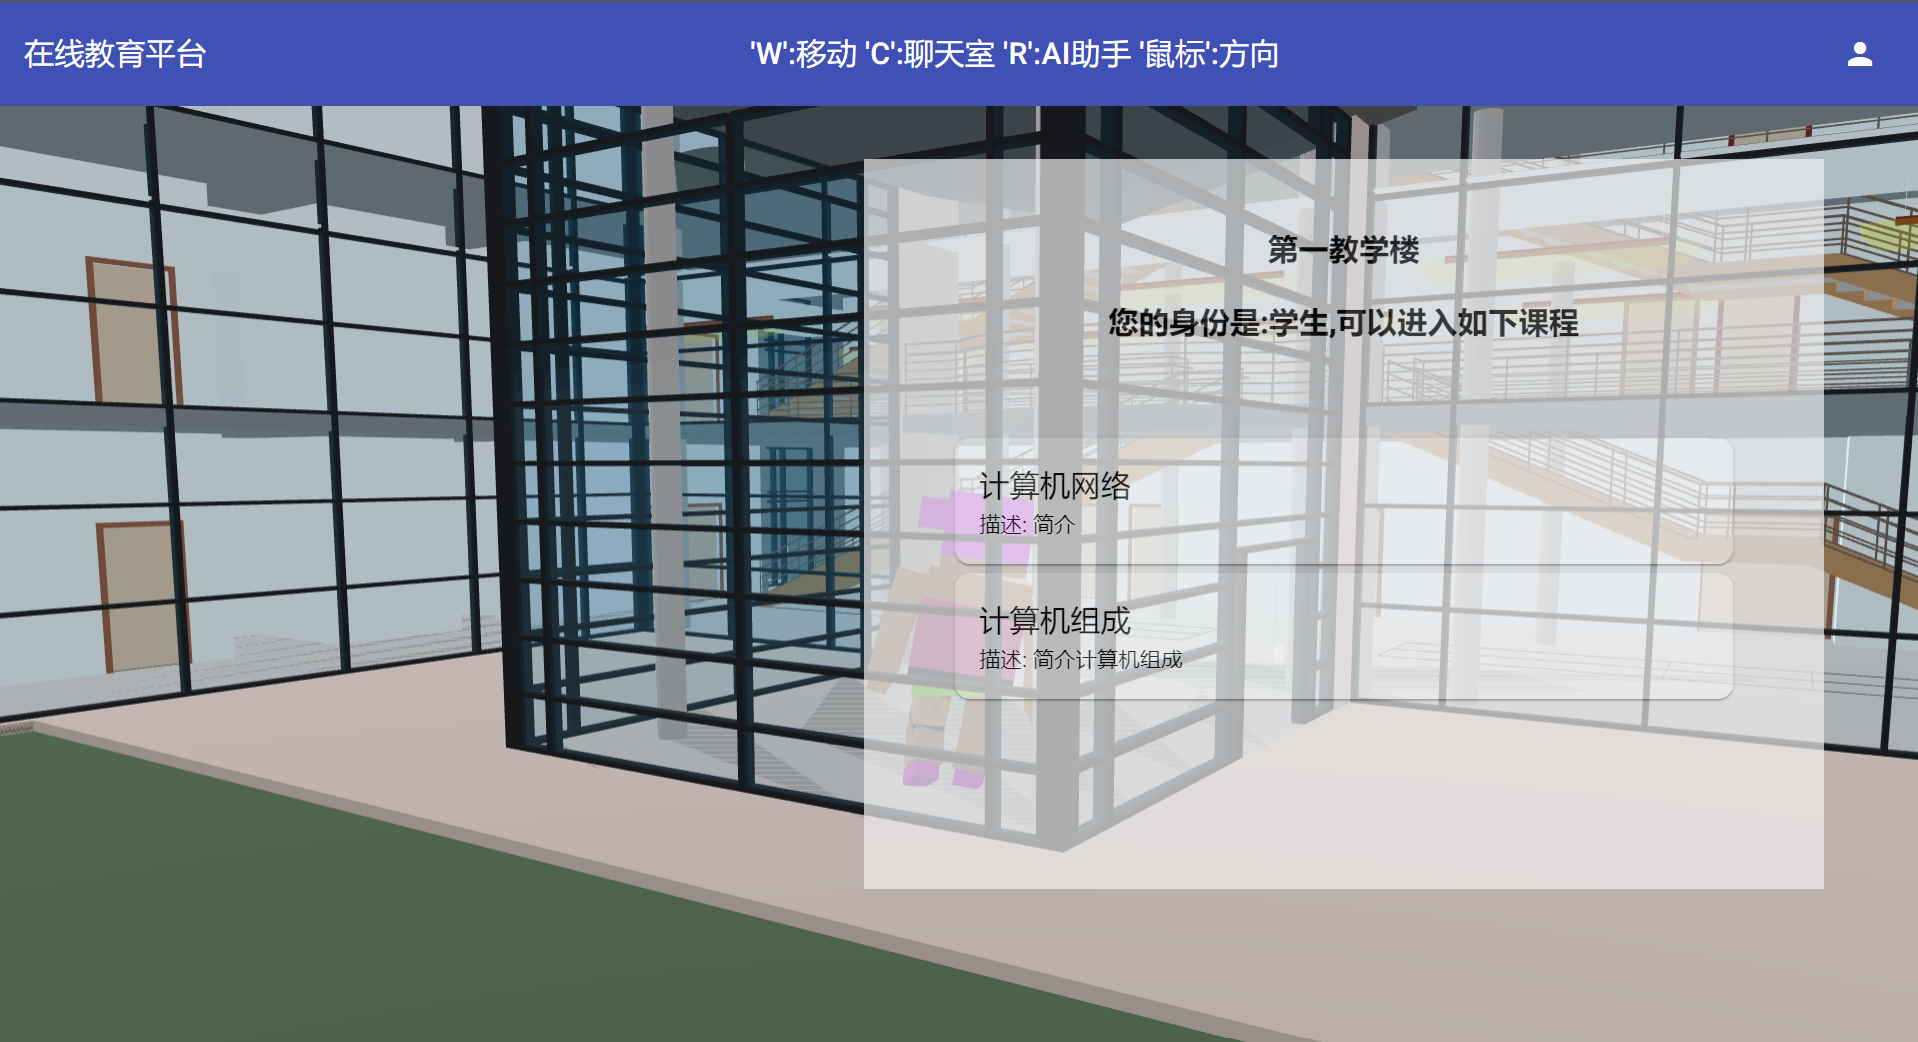 在线教育平台
'W':移动 'C':聊天室 'R':AI助手 '鼠标':方向
第一教学楼
您的身份是:学生,可以进入如下课程
计算机网络
描述: 简介
计算机组成
描述: 简介计算机组成